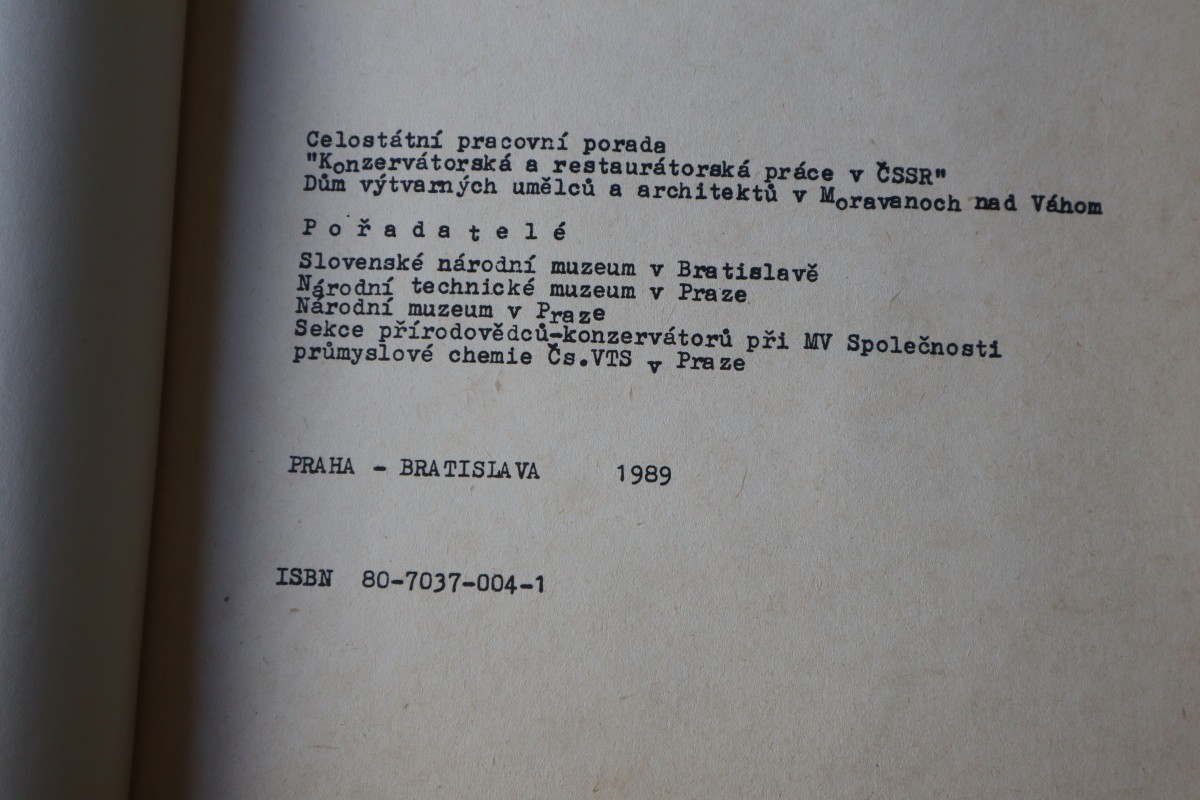 Celostátní pracovní porada
"Konzervátorská a restaurátorská práce v ČSSR"
Dům výtvarných umělců a architektů v Moravanoch nad Váhom
P o ř a d a t e l é
Slovenské národní muzeum v Bratislavě
Národní technické muzeum v Praze
Národní muzeum v Praze
Sekce přírodovědců-konzervátorů při MV Společnosti
průmyslové chemie Čs.VTS v Praze
PRAHA - BRATISLAVA 1989
ISBN 80-7037-004-1